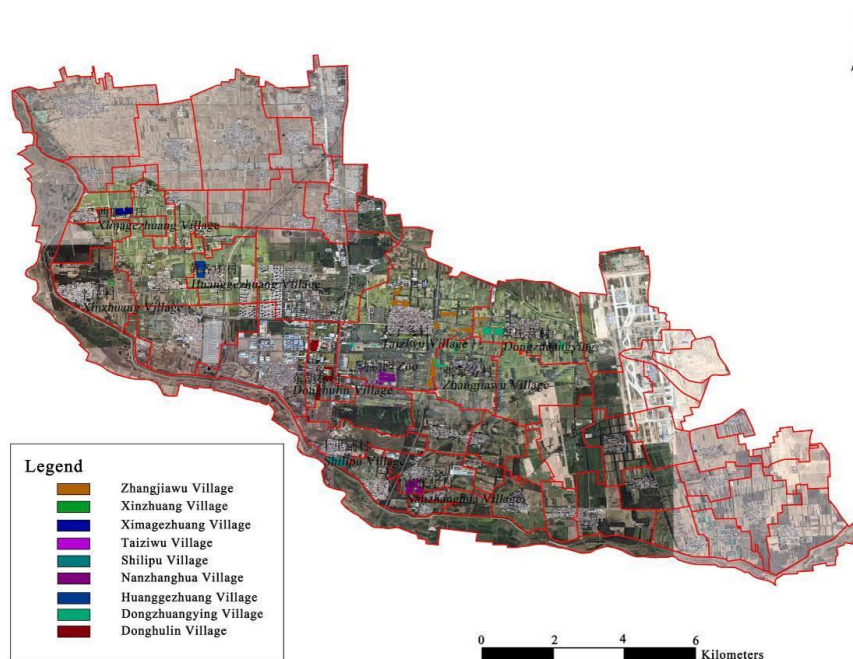 Ximagezhuang Village
Huanggezhuang Village
Xinzhuang Village
Taiziwu Village
Dongzhuangying
Zoo
Zhangjiawu Village
Donghulin Village
Shilipu Village
Nanzhanghua Village
Legend
Zhangjiawu Village
Xinzhuang Village
Ximagezhuang Village
Taiziwu Village
Shilipu Village
Nanzhanghua Village
Huanggezhuang Village
Dongzhuangying Village
Donghulin Village
0 2 4 6
Kilometers